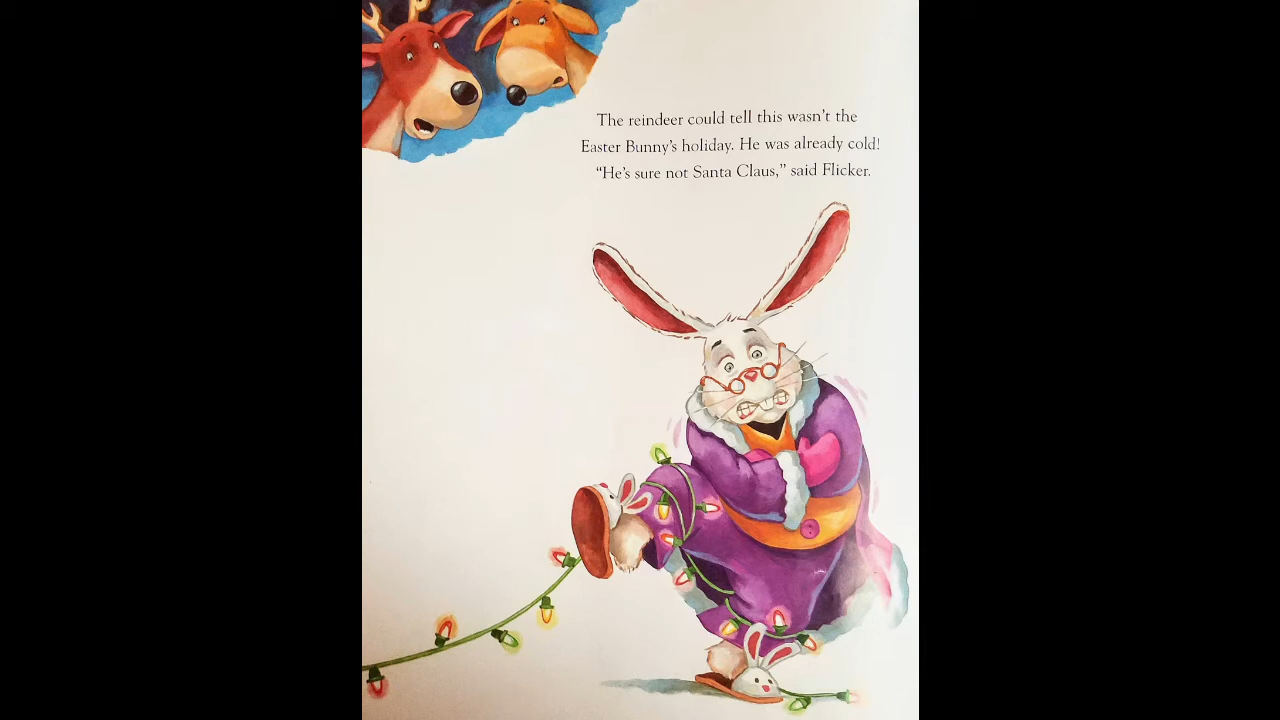 The reindeer could tell this wasn’t the
Easter Bunny’s holiday. He was already cold!
“He’s sure not Santa Claus,” said Flicker.